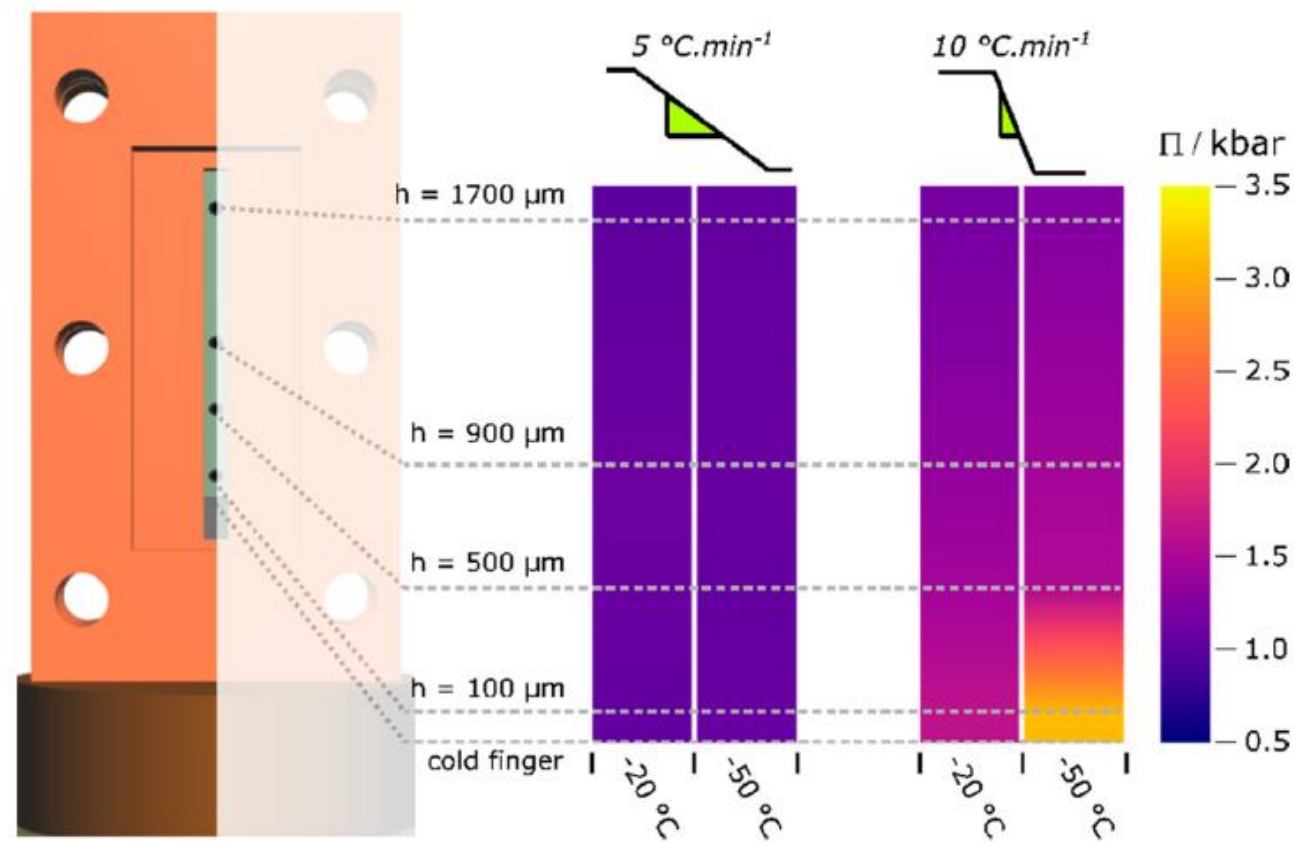 5 °C.min⁻¹
10 °C.min⁻¹
Π / kbar
3.5
3.0
2.5
2.0
1.5
1.0
0.5
h = 1700 µm
h = 900 µm
h = 500 µm
h = 100 µm
cold finger
-20 °C
-50 °C
-20 °C
-50 °C